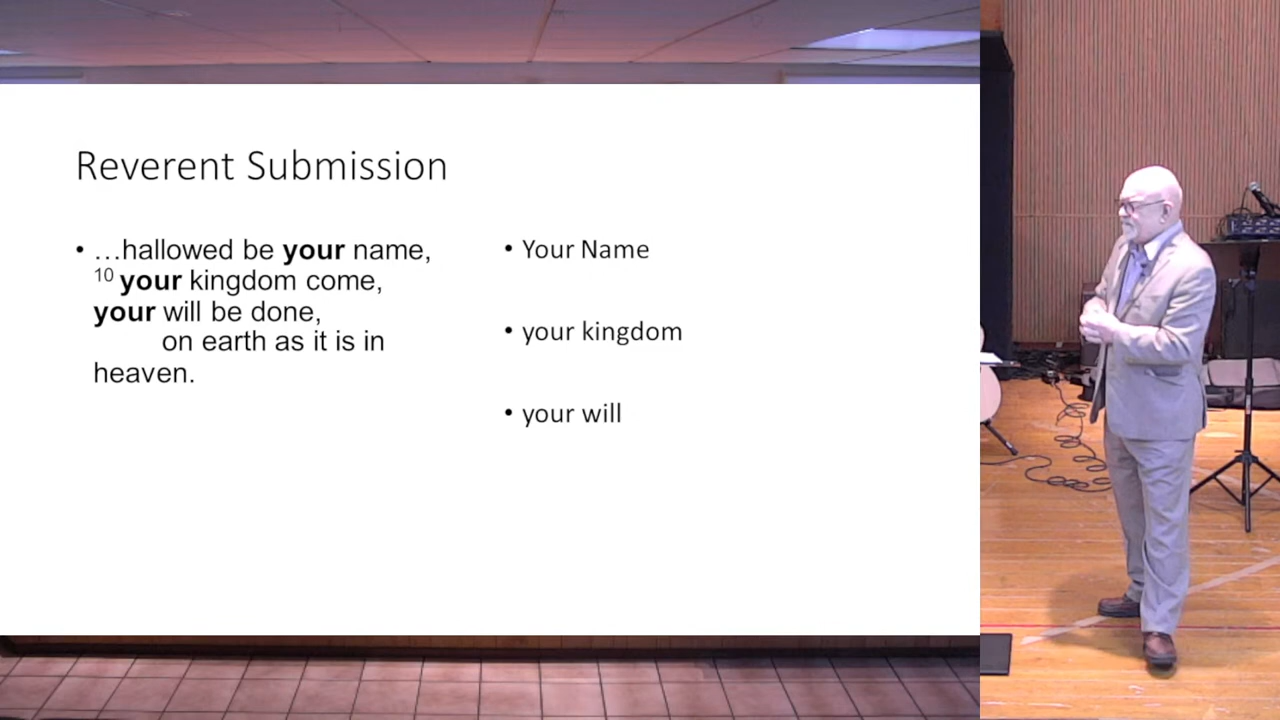 Reverent Submission
• …hallowed be your name,
10 your kingdom come,
your will be done,
on earth as it is in
heaven.
• Your Name
• your kingdom
• your will